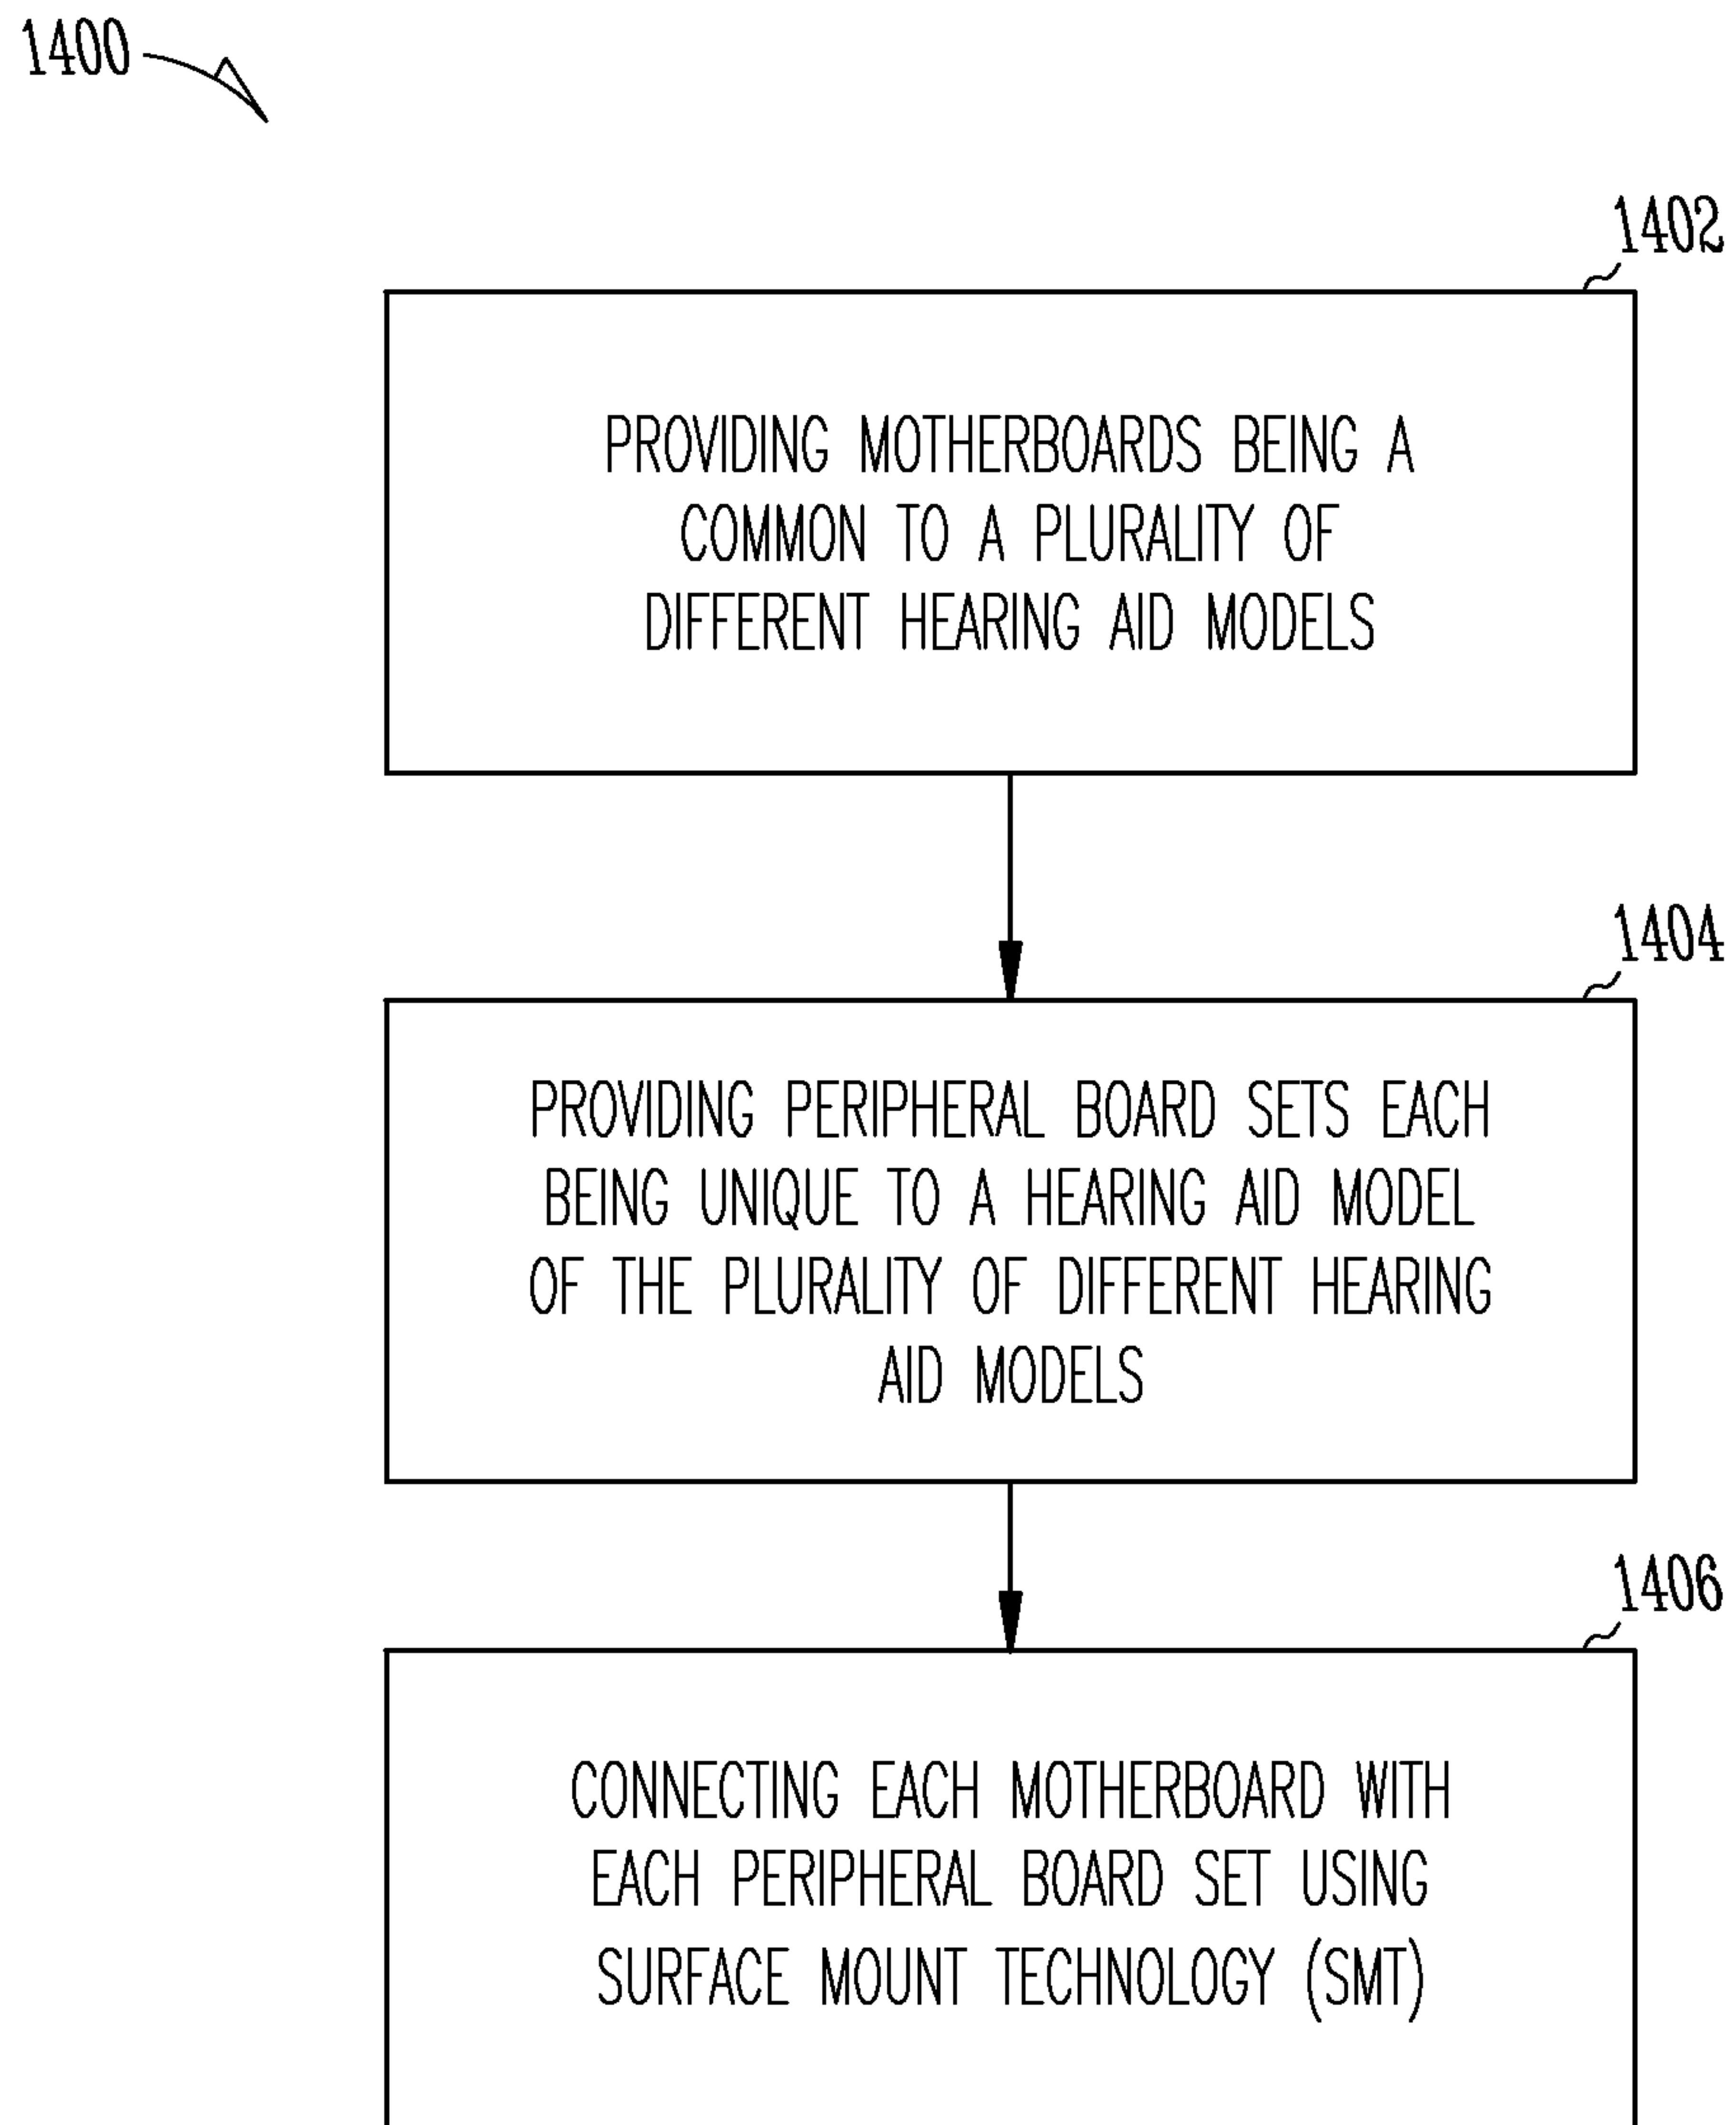 1400
1402
PROVIDING MOTHERBOARDS BEING A
COMMON TO A PLURALITY OF
DIFFERENT HEARING AID MODELS
1404
PROVIDING PERIPHERAL BOARD SETS EACH
BEING UNIQUE TO A HEARING AID MODEL
OF THE PLURALITY OF DIFFERENT HEARING
AID MODELS
1406
CONNECTING EACH MOTHERBOARD WITH
EACH PERIPHERAL BOARD SET USING
SURFACE MOUNT TECHNOLOGY (SMT)